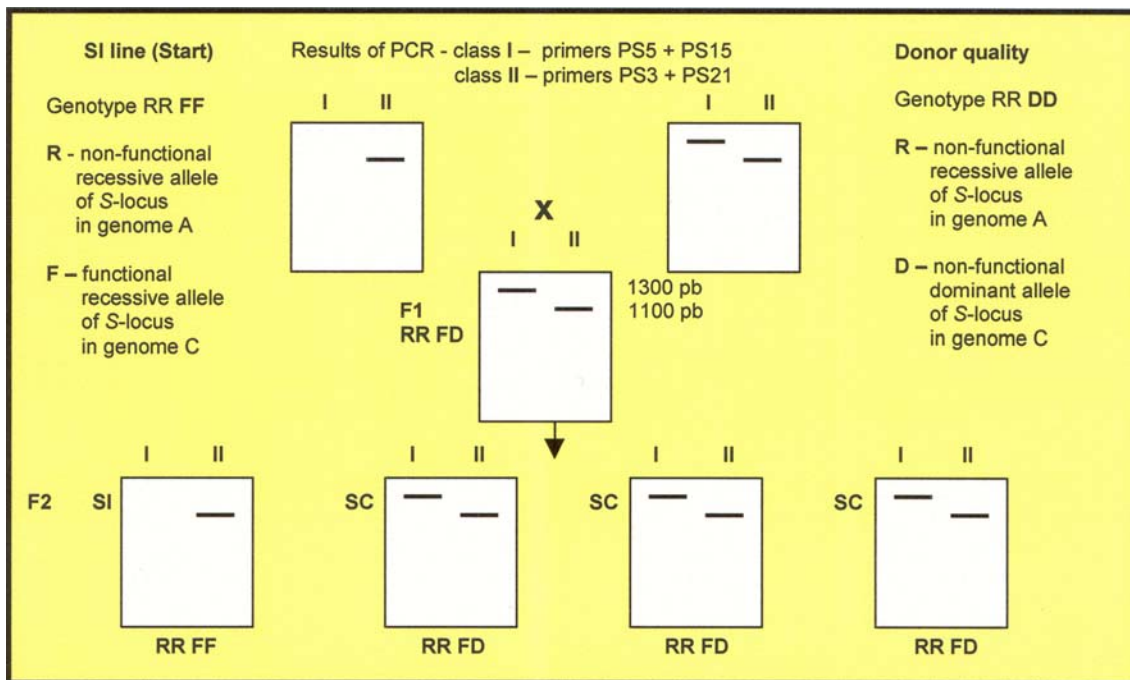 SI line (Start)
Genotype RR FF
R - non-functional
recessive allele
of S-locus
in genome A
F – functional
recessive allele
of S-locus
in genome C
Results of PCR - class I – primers PS5 + PS15
class II – primers PS3 + PS21
I II
I II
X
I II
1300 pb
1100 pb
F1
RR FD
Donor quality
Genotype RR DD
R – non-functional
recessive allele
of S-locus
in genome A
D – non-functional
dominant allele
of S-locus
in genome C
I II
I II
I II
I II
F2 SI
SC
SC
SC
RR FF
RR FD
RR FD
RR FD